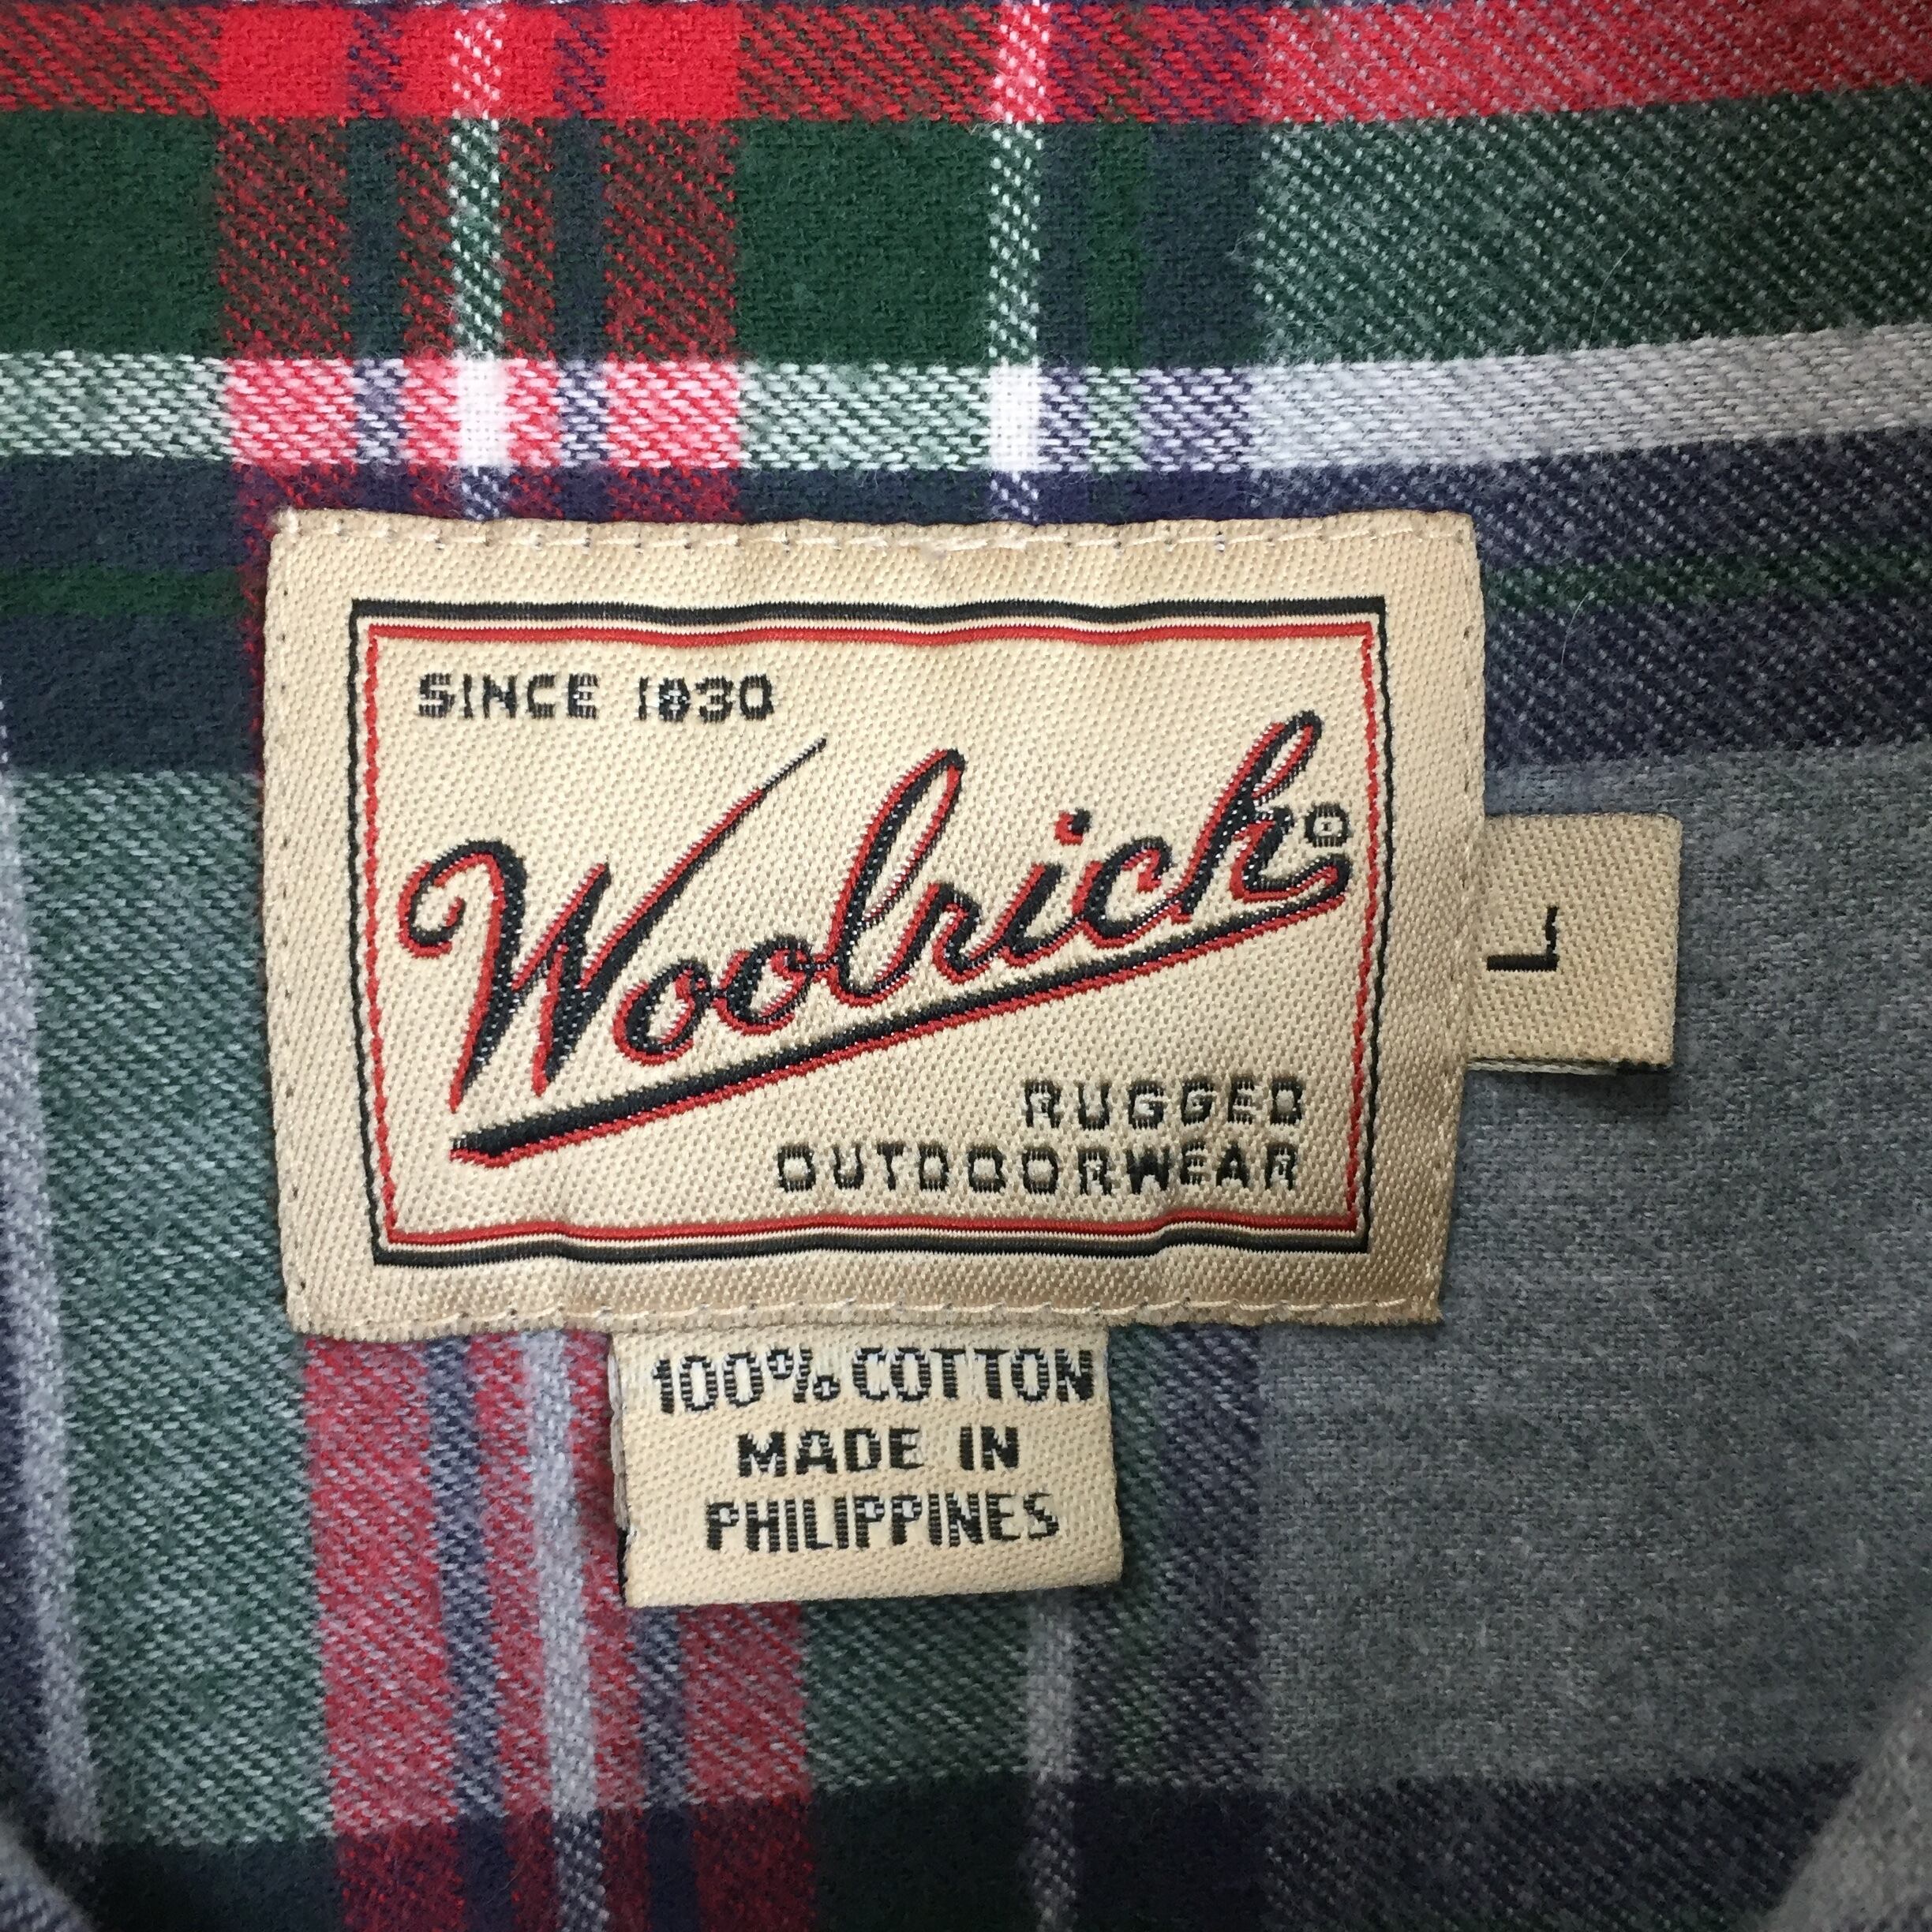 SINCE 1830
Woolrich®
RUGGED
OUTDOORWEAR
L
100% COTTON
MADE IN
PHILIPPINES